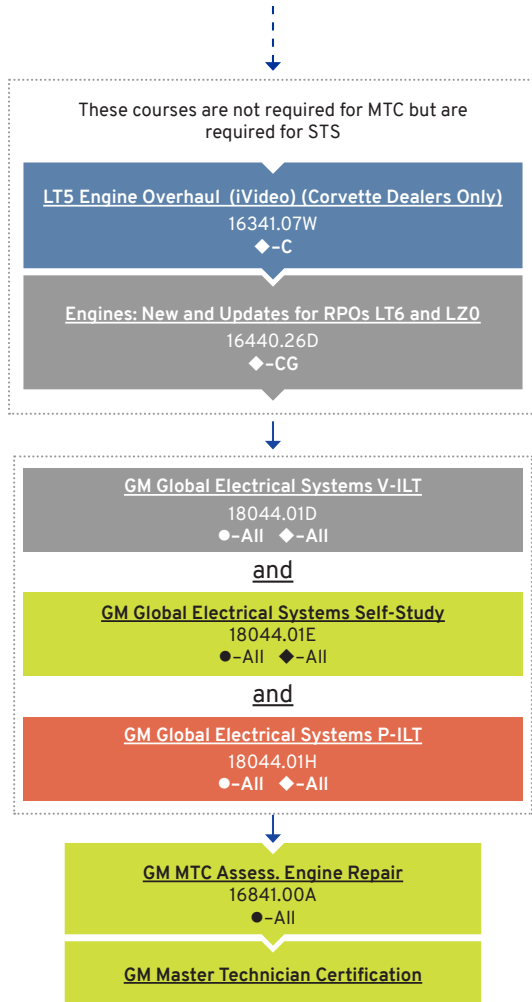 These courses are not required for MTC but are
required for STS
LT5 Engine Overhaul (iVideo) (Corvette Dealers Only)
16341.07W
◆–C
Engines: New and Updates for RPOs LT6 and LZ0
16440.26D
◆–CG
GM Global Electrical Systems V-ILT
18044.01D
●–All ◆–All
and
GM Global Electrical Systems Self-Study
18044.01E
●–All ◆–All
and
GM Global Electrical Systems P-ILT
18044.01H
●–All ◆–All
GM MTC Assess. Engine Repair
16841.00A
●–All
GM Master Technician Certification